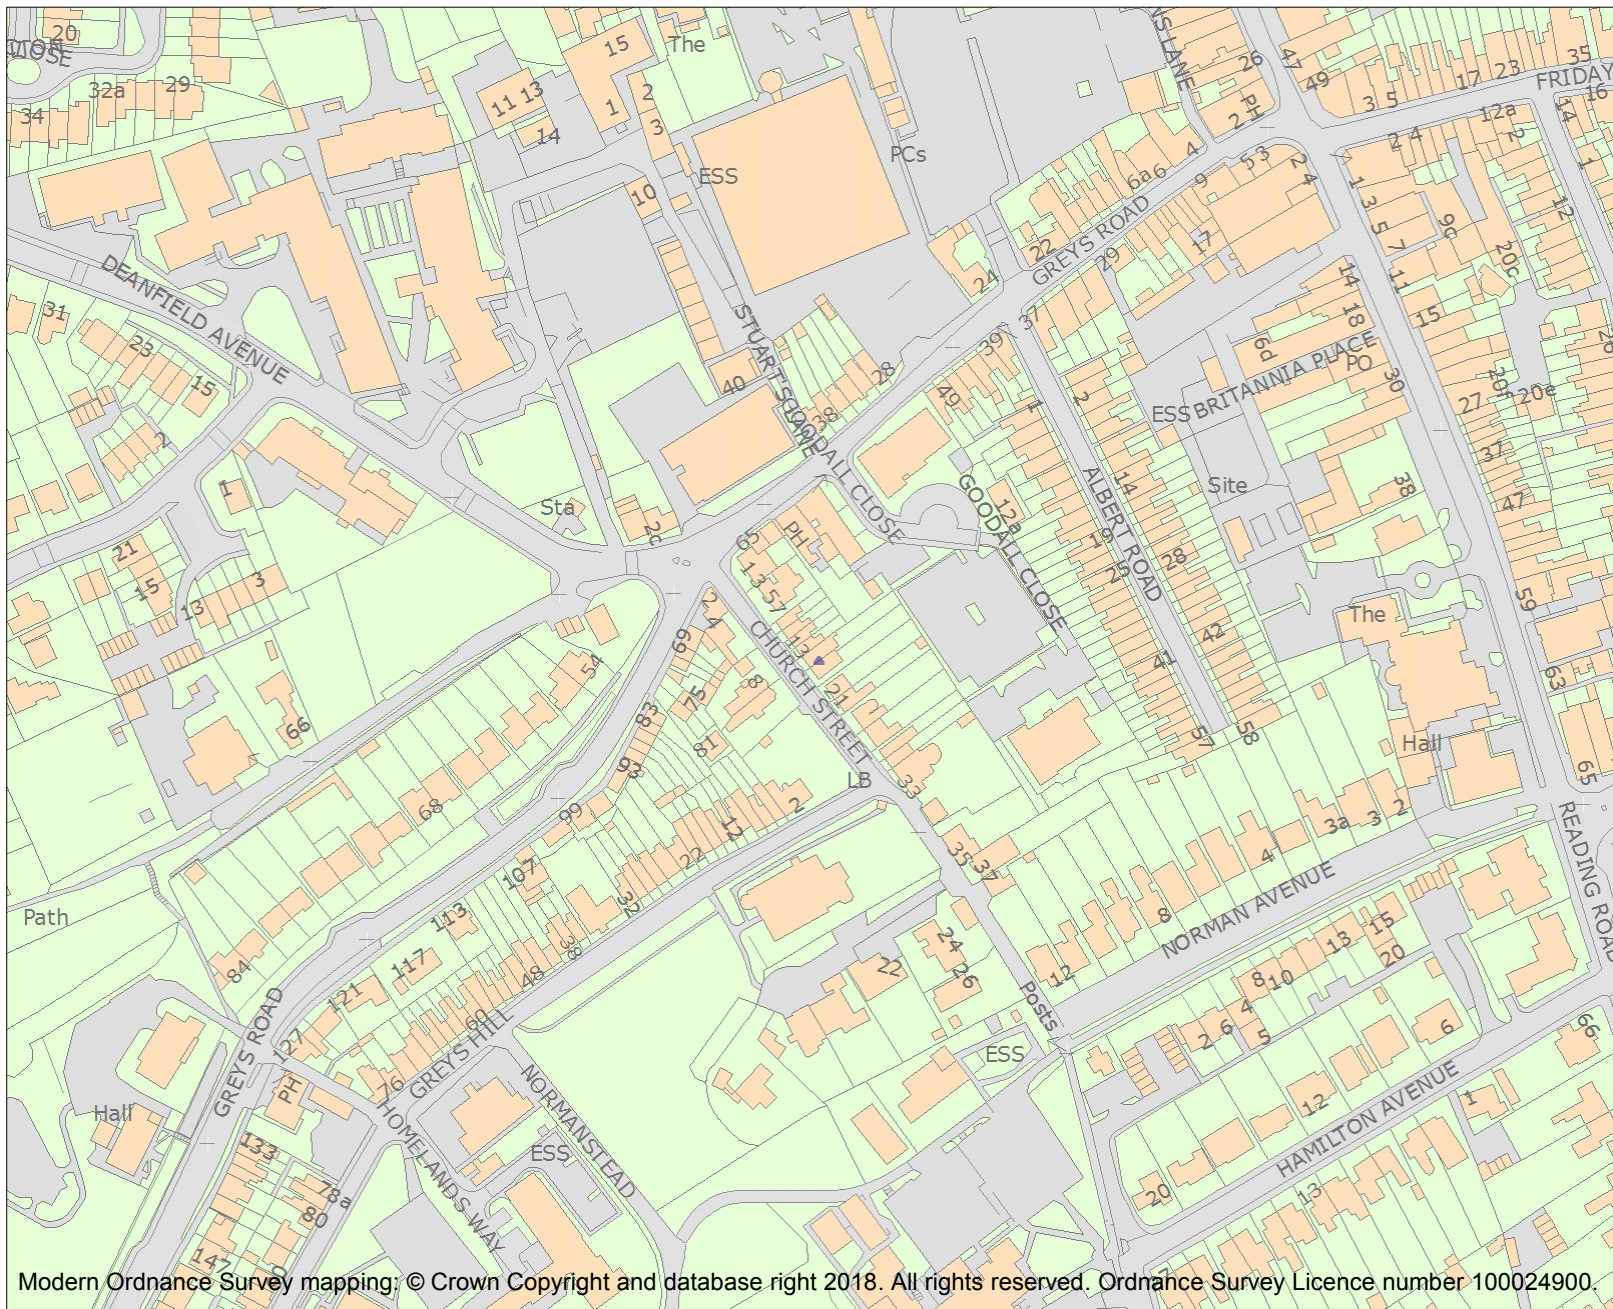 20
CLOSE
32a
29
34
11 13
14
15
1
2
3
The
ESS
10
PCs
NS LANE
26
47
49
3 5
17 23
35
FRIDAY
16
PH
2
12a
2
14
1
12
2 4
5 3
2
4
4
6
6a
9
GREYS ROAD
22
29
17
24
37
39
1
3
5
7
9c
11
15
20c
14
18
6d
BRITANNIA PLACE
PO
30
27
20e
37
47
DEANFIELD AVENUE
31
23
15
2
1
STUART'S LANE
40
28
38
49
GOODALL CLOSE
1
2
ESS
ALBERT ROAD
14
Site
38
Sta
2c
65
PH
GOODALL CLOSE
12a
19
25
28
42
41
57
58
21
15
13
3
59
The
63
Hall
65
READING ROAD
1 3
5 7
13
CHURCH STREET
21
33
LB
2 4
69
75
8
81
83
93
54
66
68
99
107
113
117
121
127
84
2
12
22
32
38
48
60
76
GREYS HILL
35
37
2
3
3a
4
8
12
NORMAN AVENUE
Path
22
24
26
Posts
ESS
15
13
20
8 10
4
6
2
5
6
66
12
1
HAMILTON AVENUE
20
13
GREYS ROAD
Hall
PH
133
147
78a
80
HOMELANDS WAY
NORMANSTEAD
ESS
Modern Ordnance Survey mapping: © Crown Copyright and database right 2018. All rights reserved. Ordnance Survey Licence number 100024900.